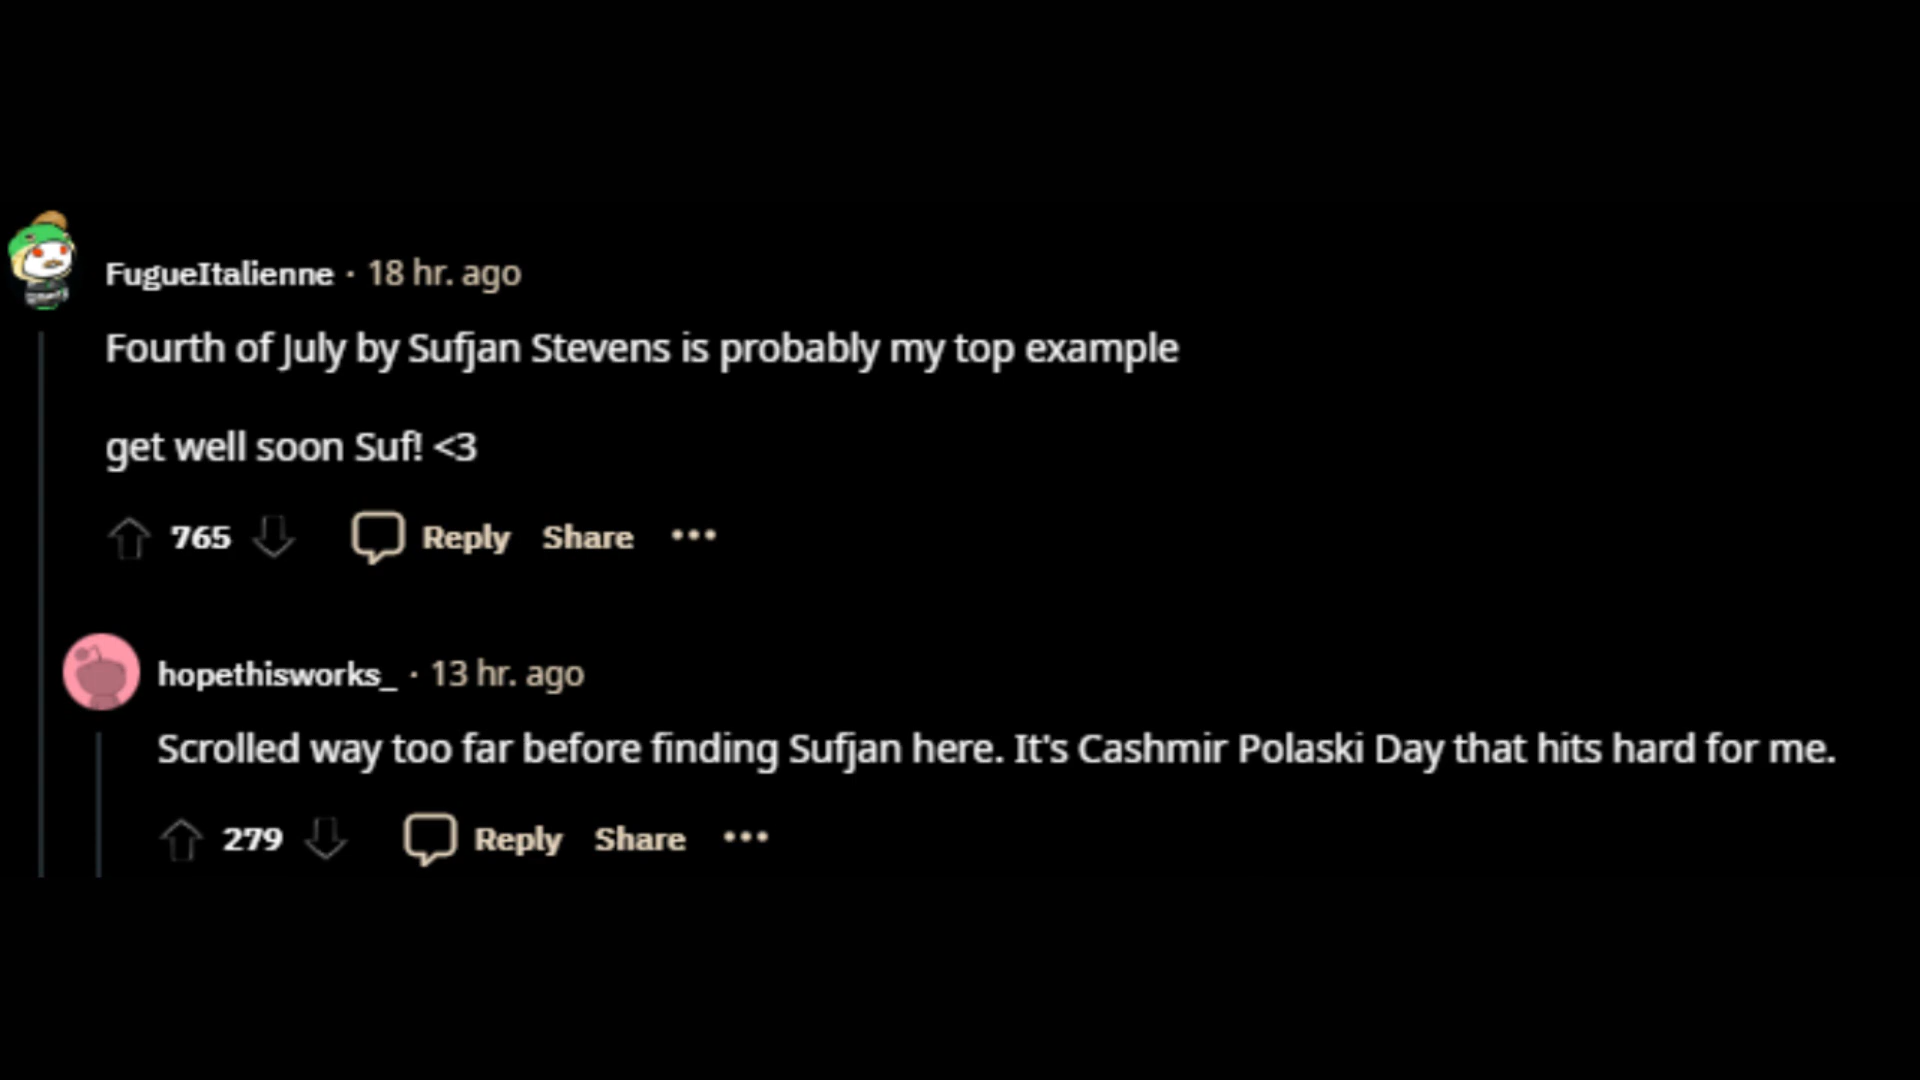 FugueItalienne · 18 hr. ago
Fourth of July by Sufjan Stevens is probably my top example
get well soon Suf! <3
765 Reply Share •••
hopethisworks_ · 13 hr. ago
Scrolled way too far before finding Sufjan here. It's Cashmir Polaski Day that hits hard for me.
279 Reply Share •••